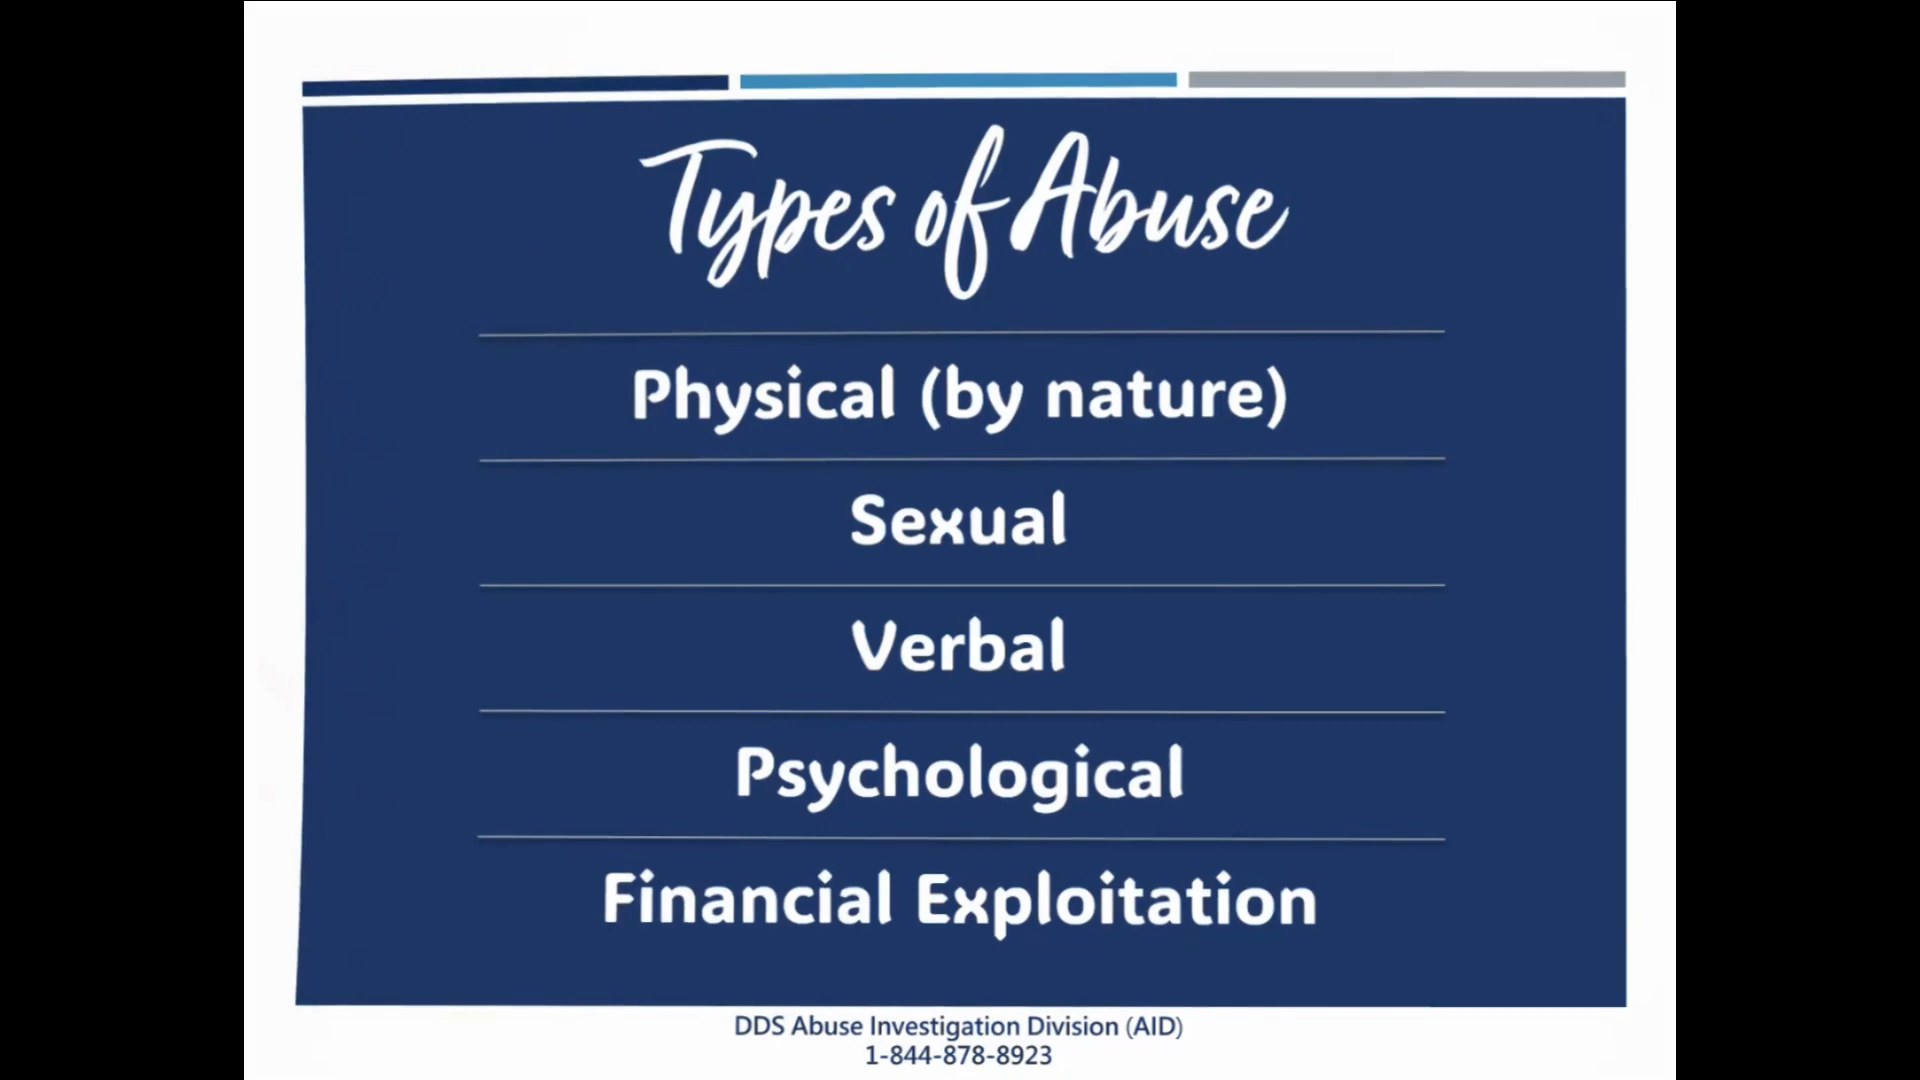 Types of Abuse
Physical (by nature)
Sexual
Verbal
Psychological
Financial Exploitation
DDS Abuse Investigation Division (AID)
1-844-878-8923